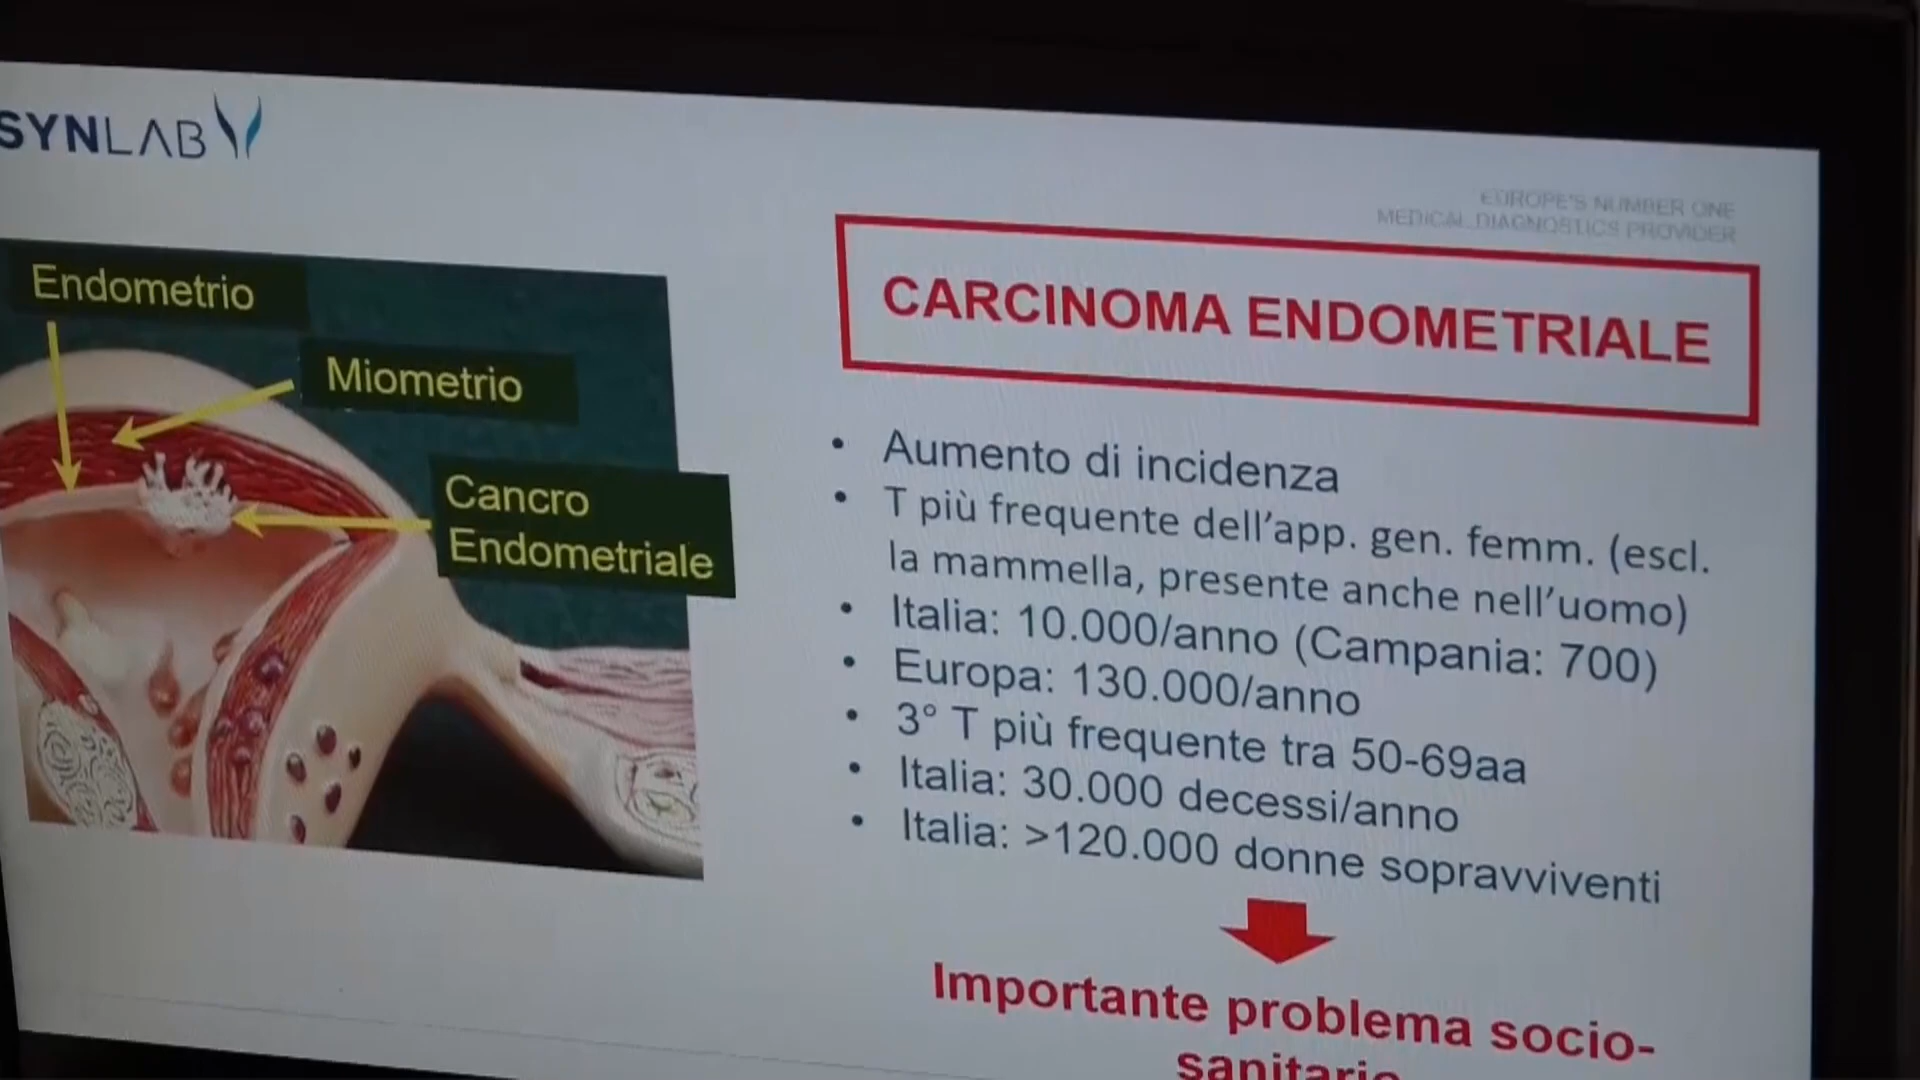 SYNLAB
EUROPE'S NUMBER ONE
MEDICAL DIAGNOSTICS PROVIDER
Endometrio
Miometrio
Cancro
Endometriale
CARCINOMA ENDOMETRIALE
• Aumento di incidenza
• T più frequente dell'app. gen. femm. (escl.
la mammella, presente anche nell'uomo)
• Italia: 10.000/anno (Campania: 700)
• Europa: 130.000/anno
• 3° T più frequente tra 50-69aa
• Italia: 30.000 decessi/anno
• Italia: >120.000 donne sopravviventi
Importante problema socio-
sanitario